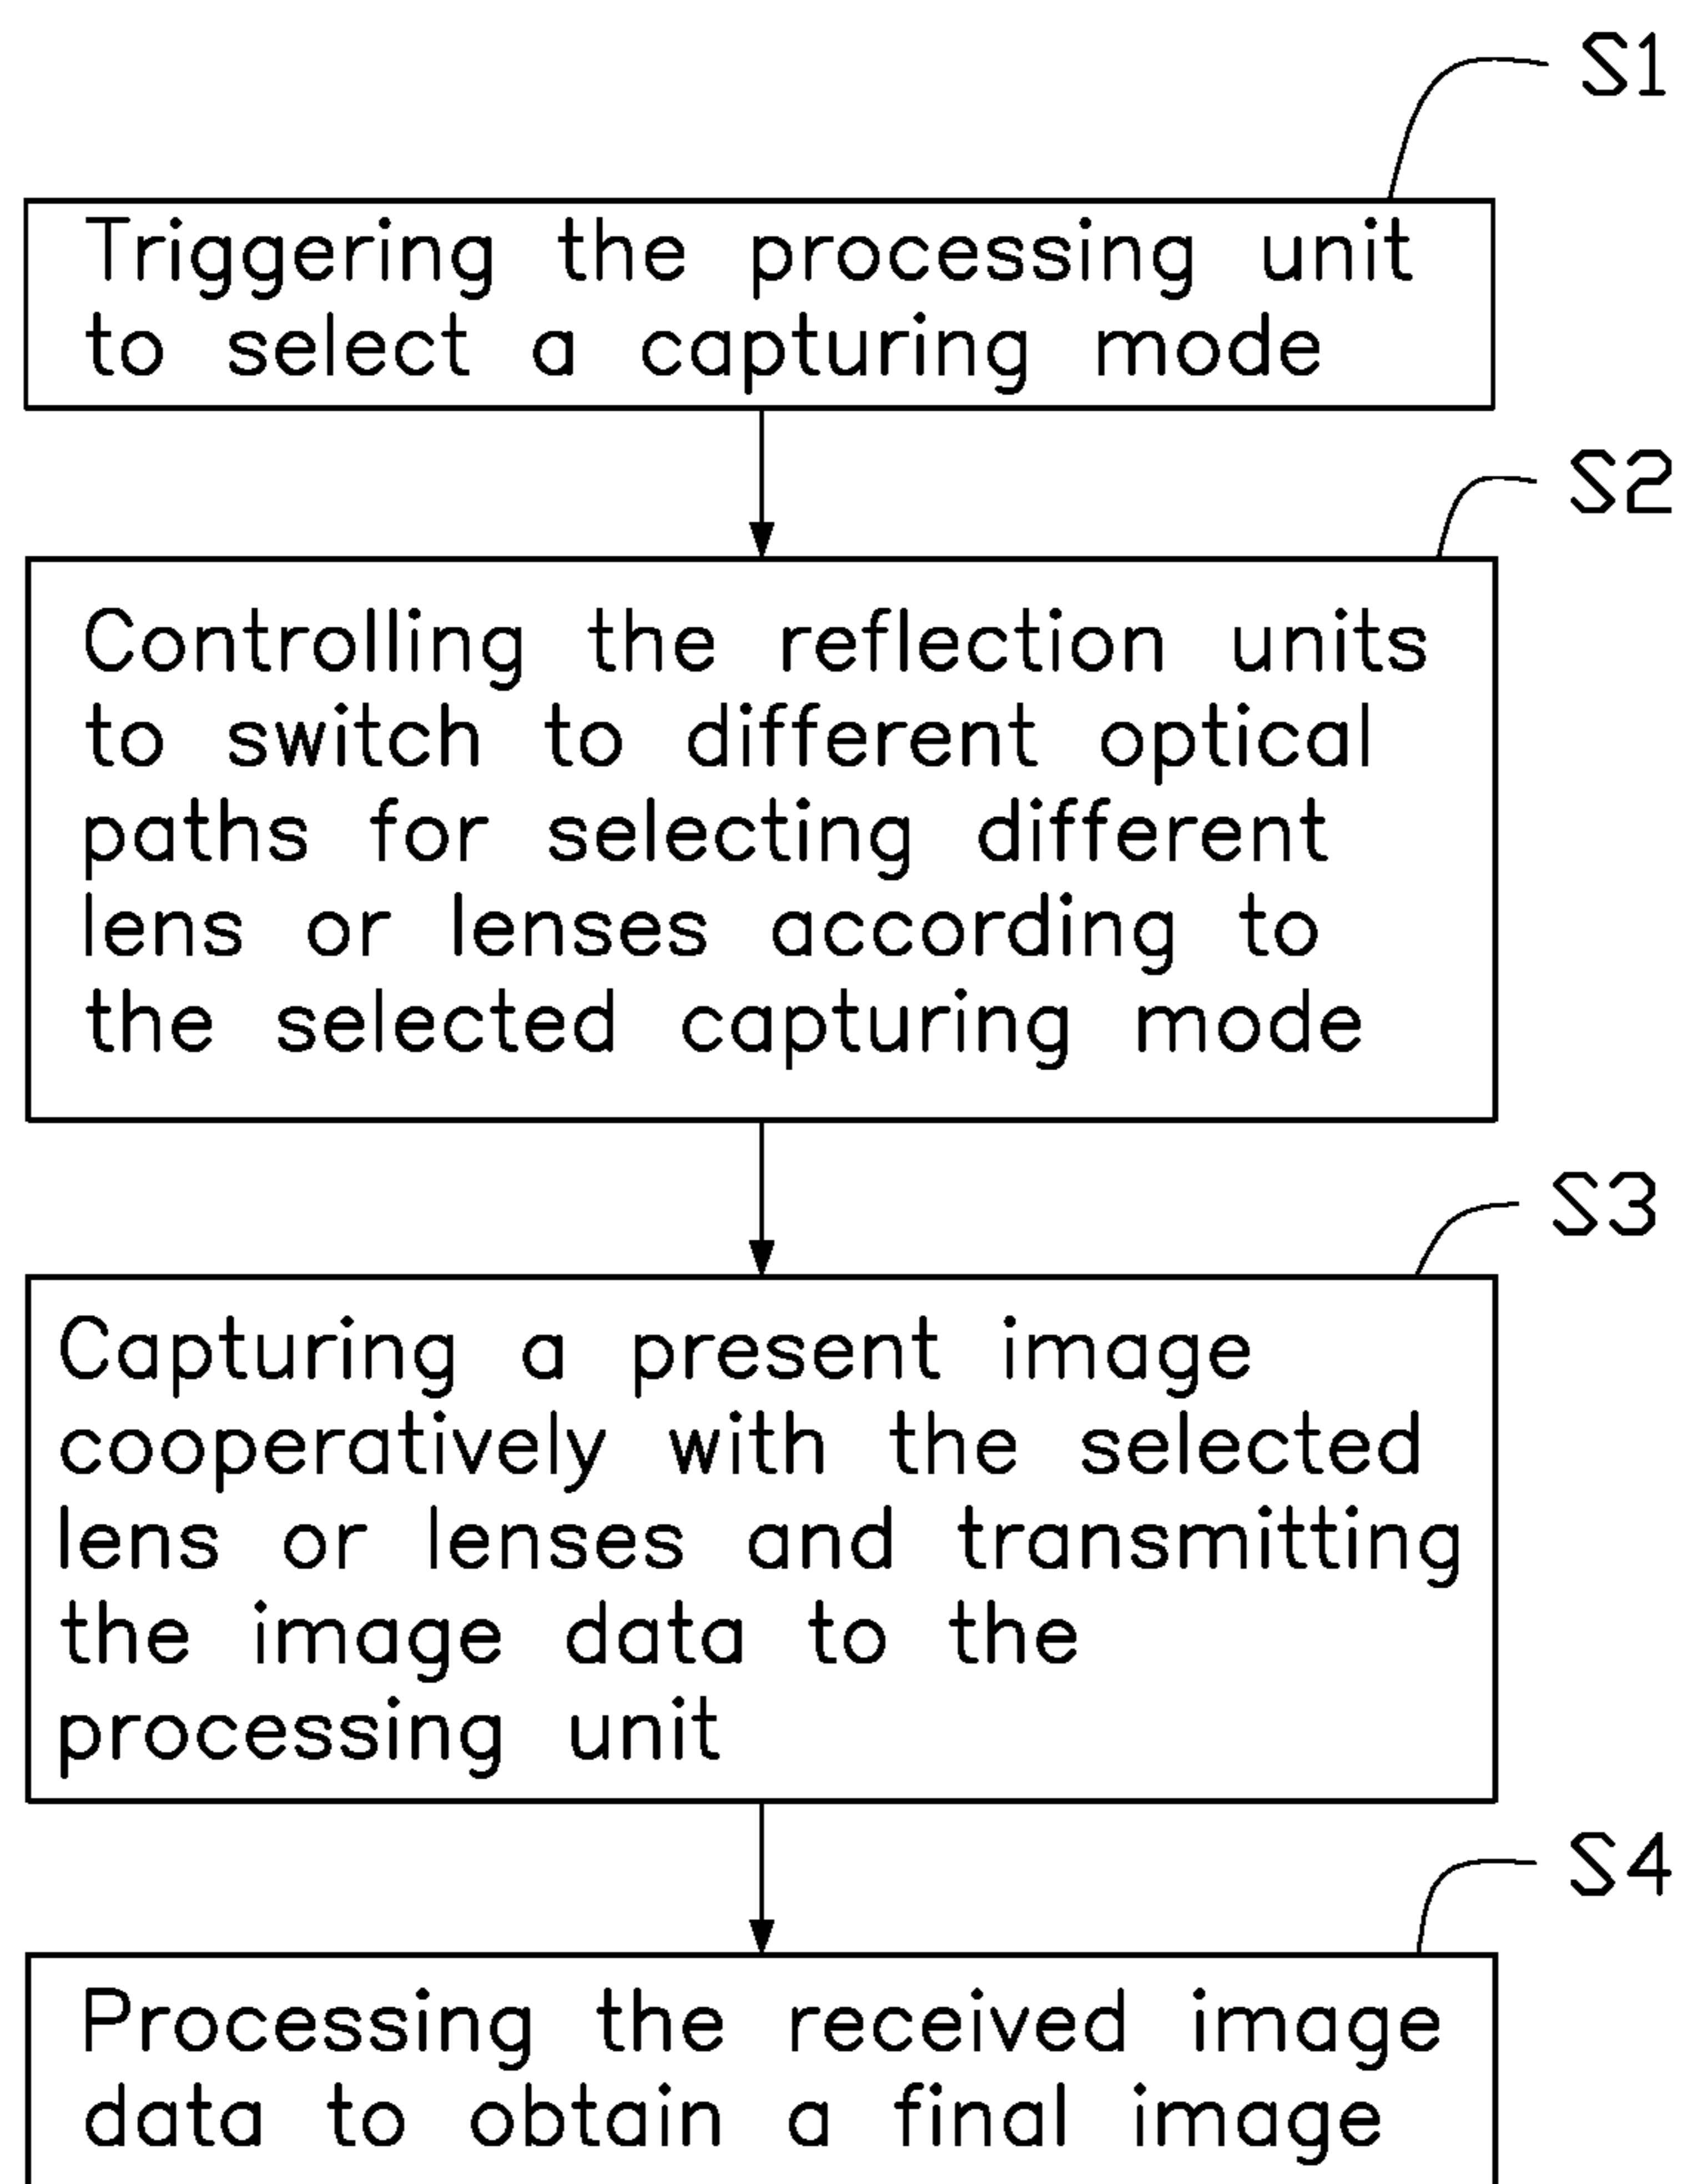 S1
Triggering the processing unit
to select a capturing mode
S2
Controlling the reflection units
to switch to different optical
paths for selecting different
lens or lenses according to
the selected capturing mode
S3
Capturing a present image
cooperatively with the selected
lens or lenses and transmitting
the image data to the
processing unit
S4
Processing the received image
data to obtain a final image